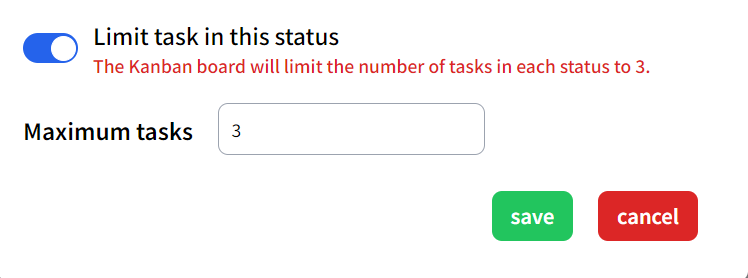 Limit task in this status
The Kanban board will limit the number of tasks in each status to 3.
Maximum tasks 3
save cancel